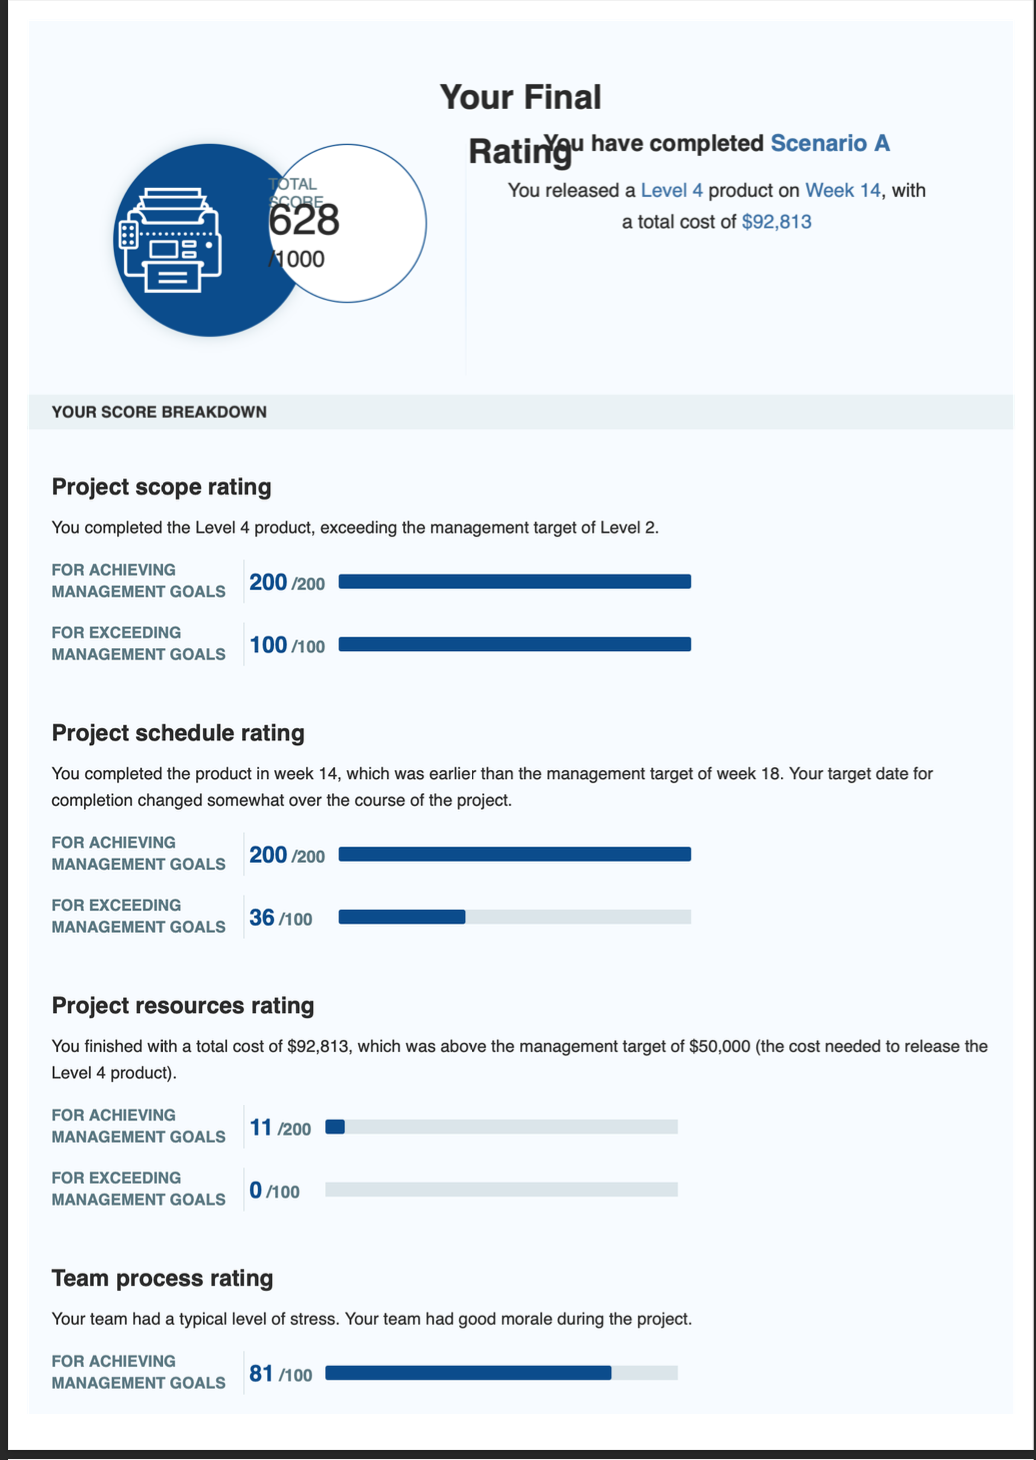 Your Final
Rating
TOTAL
SCORE
628
/1000
You have completed Scenario A
You released a Level 4 product on Week 14, with
a total cost of $92,813
YOUR SCORE BREAKDOWN
Project scope rating
You completed the Level 4 product, exceeding the management target of Level 2.
FOR ACHIEVING
MANAGEMENT GOALS
200 /200
FOR EXCEEDING
MANAGEMENT GOALS
100 /100
Project schedule rating
You completed the product in week 14, which was earlier than the management target of week 18. Your target date for
completion changed somewhat over the course of the project.
FOR ACHIEVING
MANAGEMENT GOALS
200 /200
FOR EXCEEDING
MANAGEMENT GOALS
36 /100
Project resources rating
You finished with a total cost of $92,813, which was above the management target of $50,000 (the cost needed to release the
Level 4 product).
FOR ACHIEVING
MANAGEMENT GOALS
11 /200
FOR EXCEEDING
MANAGEMENT GOALS
0 /100
Team process rating
Your team had a typical level of stress. Your team had good morale during the project.
FOR ACHIEVING
MANAGEMENT GOALS
81 /100